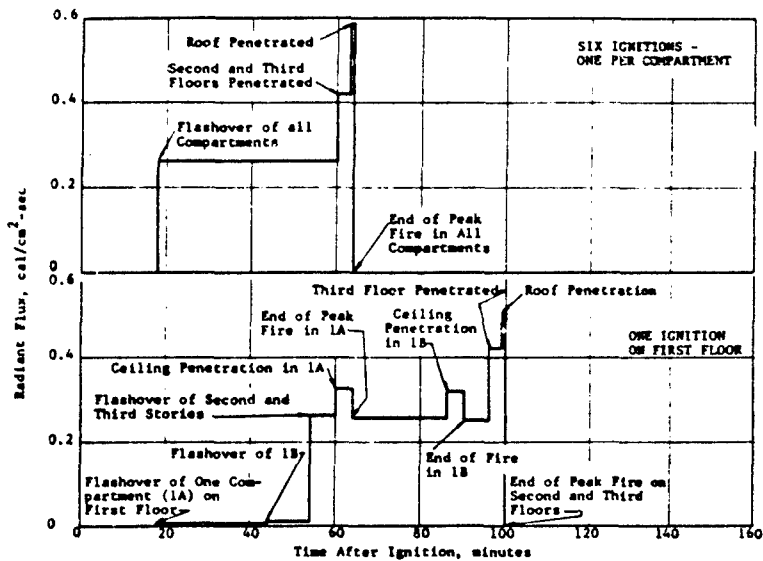 0.6
Roof Penetrated
SIX IGNITIONS -
ONE PER COMPARTMENT
Second and Third
Floors Penetrated
0.4
Flashover of all
Compartments
0.2
End of Peak
Fire in All
Compartments
0
Radiant Flux, cal/cm²-sec
0.6
Third Floor Penetrated
Roof Penetration
End of Peak
Fire in 1A
Ceiling
Penetration
in 1B
ONE IGNITION
ON FIRST FLOOR
0.4
Ceiling Penetration in 1A
Flashover of Second and
Third Stories
0.2
Flashover of 1B
End of Fire
in 1B
Flashover of One Com-
partment (1A) on
First Floor
End of Peak Fire on
Second and Third
Floors
0
0 20 40 60 80 100 120 140 160
Time After Ignition, minutes